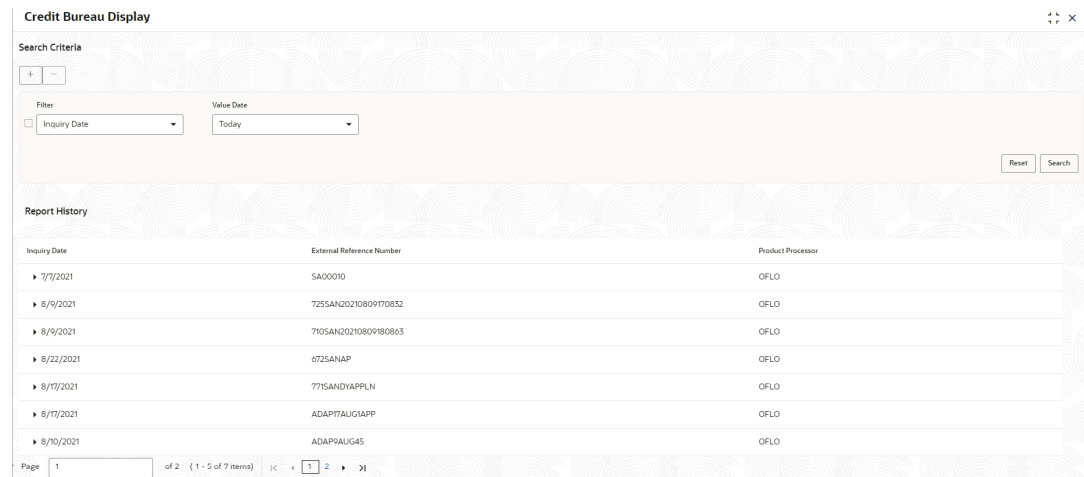 Credit Bureau Display
Search Criteria
Filter Value Date
Inquiry Date Today
Reset Search
Report History
Inquiry Date External Reference Number Product Processor
7/7/2021 SA00010 OFLO
8/9/2021 725SAN20210809170832 OFLO
8/9/2021 710SAN20210809180863 OFLO
8/22/2021 672SANAP OFLO
8/17/2021 771SANDYAPPLN OFLO
8/17/2021 ADAP17AUG1APP OFLO
8/10/2021 ADAP9AUG45 OFLO
Page 1 of 2 ( 1 - 5 of 7 items) 1 2